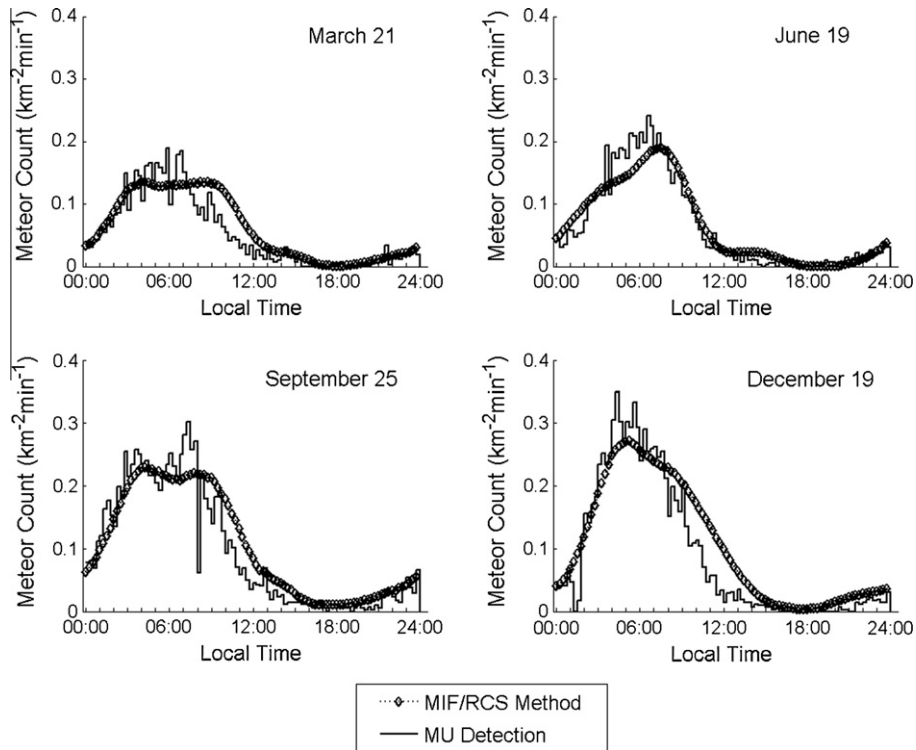 March 21
0.4
0.3
0.2
0.1
0
Meteor Count (km-2min-1)
00:00 06:00 12:00 18:00 24:00
Local Time
June 19
0.4
0.3
0.2
0.1
0
Meteor Count (km-2min-1)
00:00 06:00 12:00 18:00 24:00
Local Time
September 25
0.4
0.3
0.2
0.1
0
Meteor Count (km-2min-1)
00:00 06:00 12:00 18:00 24:00
Local Time
December 19
0.4
0.3
0.2
0.1
0
Meteor Count (km-2min-1)
00:00 06:00 12:00 18:00 24:00
Local Time
MIF/RCS Method
MU Detection